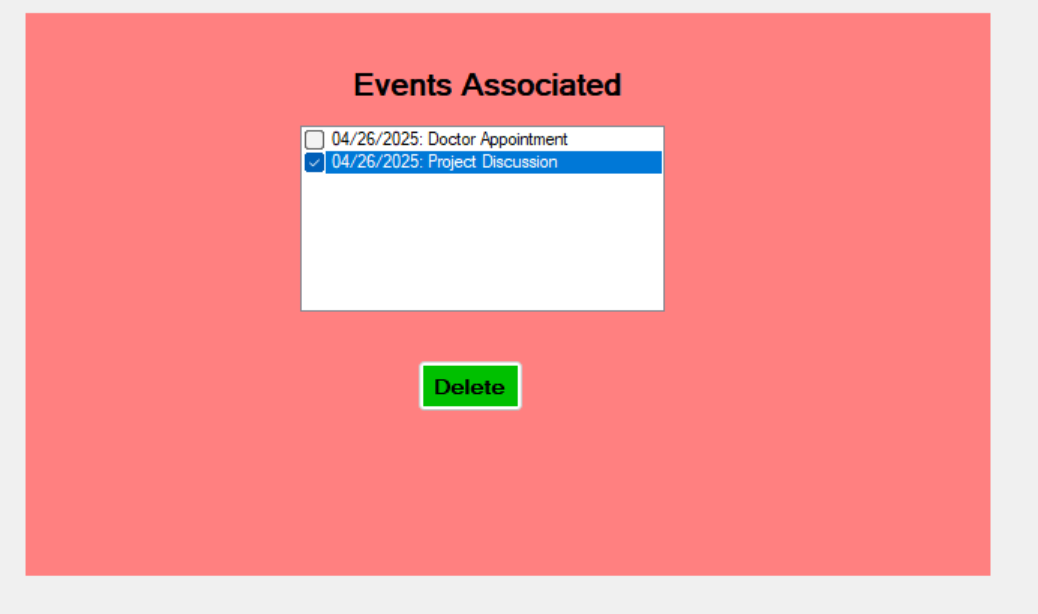 Events Associated
04/26/2025: Doctor Appointment
04/26/2025: Project Discussion
Delete